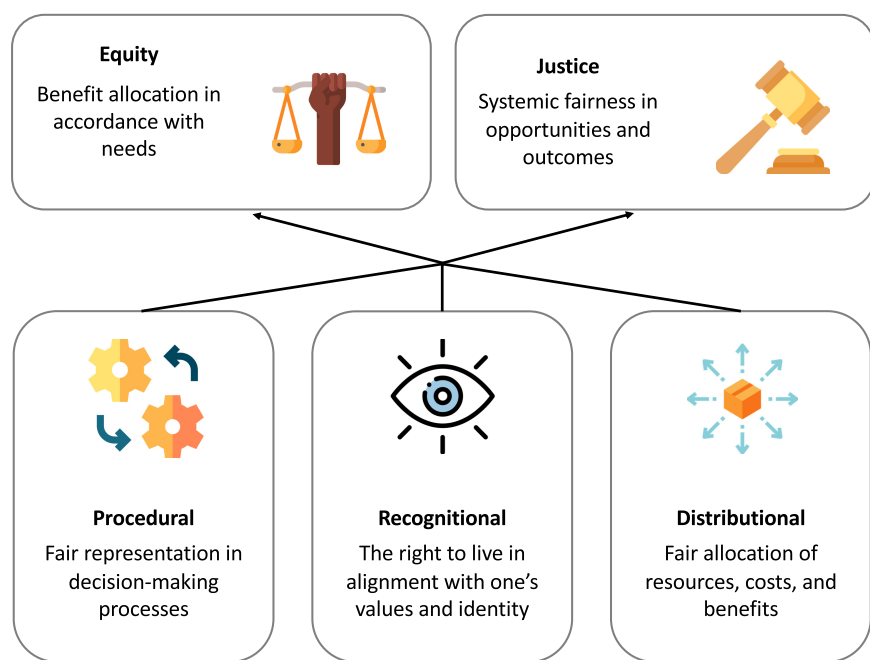 Equity
Benefit allocation in
accordance with
needs
Justice
Systemic fairness in
opportunities and
outcomes
Procedural
Fair representation in
decision-making
processes
Recognitional
The right to live in
alignment with one’s
values and identity
Distributional
Fair allocation of
resources, costs, and
benefits